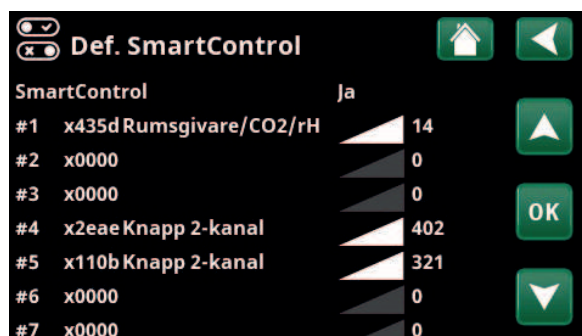 Def. SmartControl
SmartControl Ja
#1 x435d Rumsgivare/CO2/rH 14
#2 x0000 0
#3 x0000 0
#4 x2eae Knapp 2-kanal 402
#5 x110b Knapp 2-kanal 321
#6 x0000 0
#7 x0000 0
OK